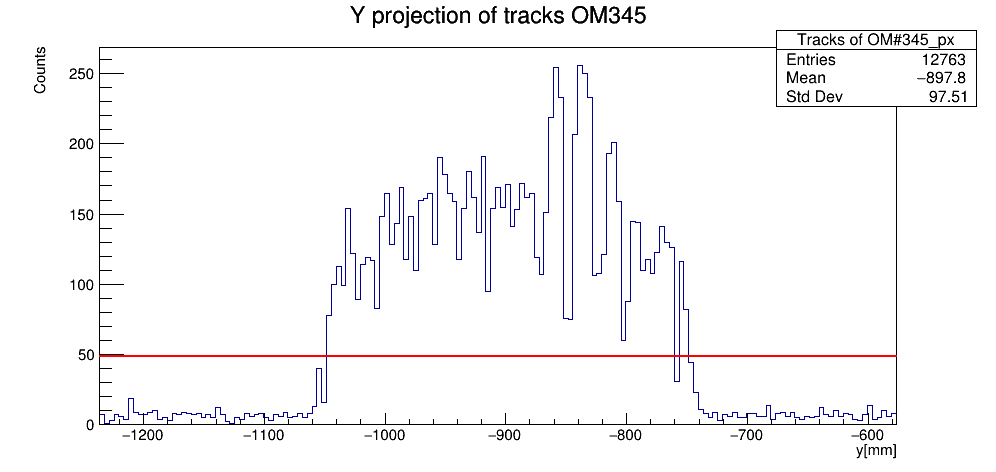 Y projection of tracks OM345
Tracks of OM#345_px
Entries 12763
Mean −897.8
Std Dev 97.51
Counts
250
200
150
100
50
0
−1200 −1100 −1000 −900 −800 −700 −600
y[mm]